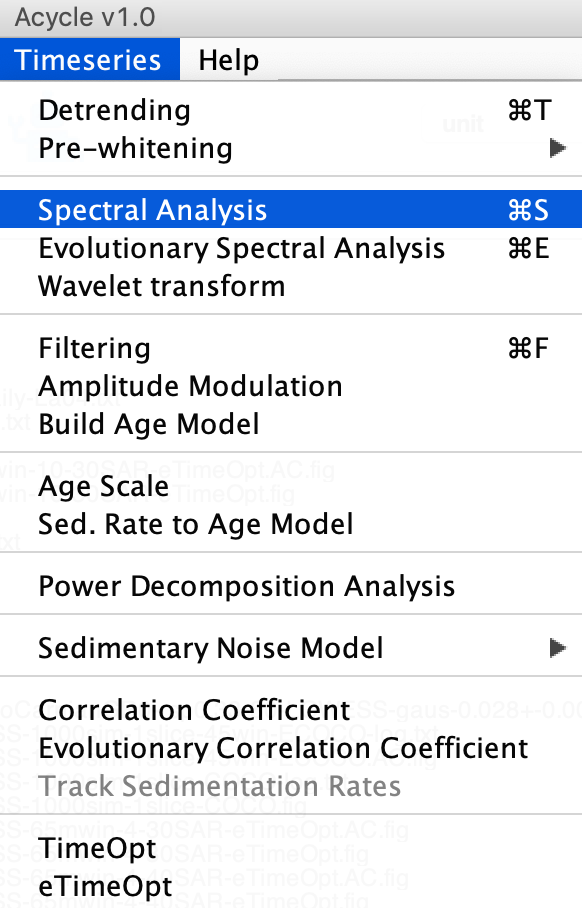 Acycle v1.0
Timeseries Help
unit
Detrending ⌘T
Pre-whitening ▶
Spectral Analysis ⌘S
Evolutionary Spectral Analysis ⌘E
Wavelet transform
Filtering ⌘F
Amplitude Modulation
Build Age Model
Age Scale
Sed. Rate to Age Model
Power Decomposition Analysis
Sedimentary Noise Model ▶
Correlation Coefficient
Evolutionary Correlation Coefficient
Track Sedimentation Rates
TimeOpt
eTimeOpt